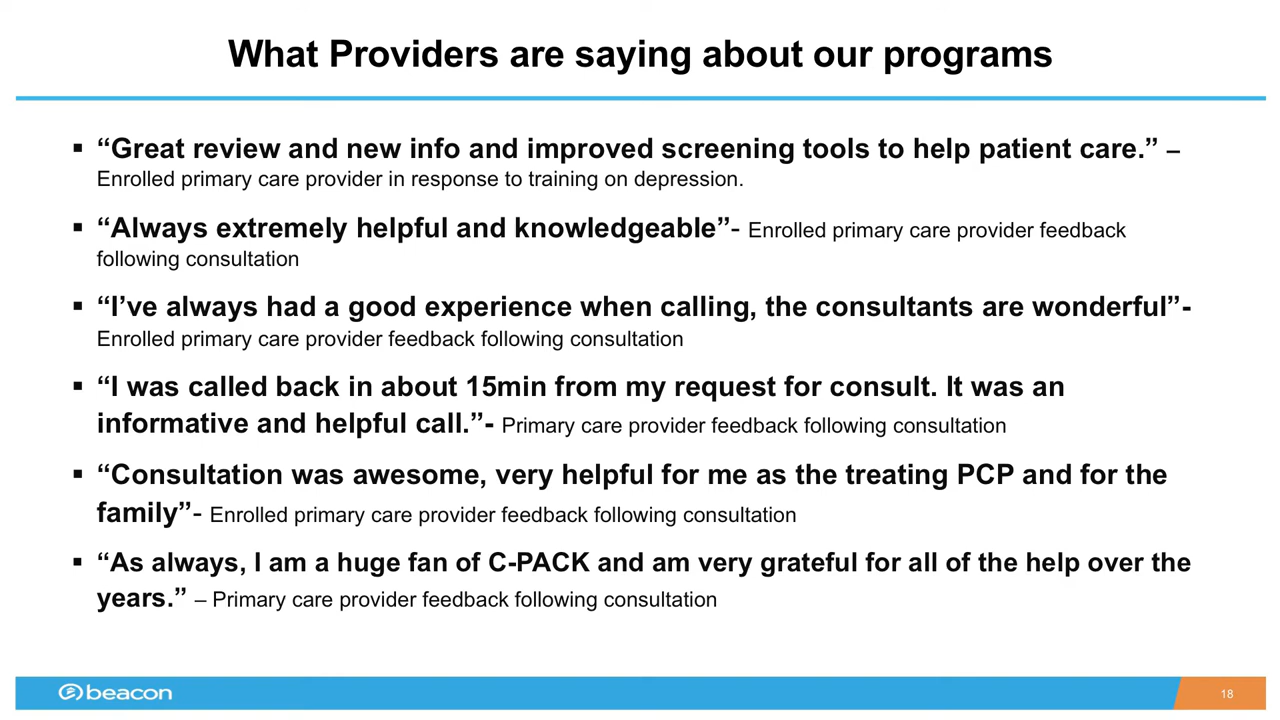 What Providers are saying about our programs
▪ “Great review and new info and improved screening tools to help patient care.” –
Enrolled primary care provider in response to training on depression.
▪ “Always extremely helpful and knowledgeable”- Enrolled primary care provider feedback
following consultation
▪ “I’ve always had a good experience when calling, the consultants are wonderful”-
Enrolled primary care provider feedback following consultation
▪ “I was called back in about 15min from my request for consult. It was an
informative and helpful call.”- Primary care provider feedback following consultation
▪ “Consultation was awesome, very helpful for me as the treating PCP and for the
family”- Enrolled primary care provider feedback following consultation
▪ “As always, I am a huge fan of C-PACK and am very grateful for all of the help over the
years.” – Primary care provider feedback following consultation
beacon
18